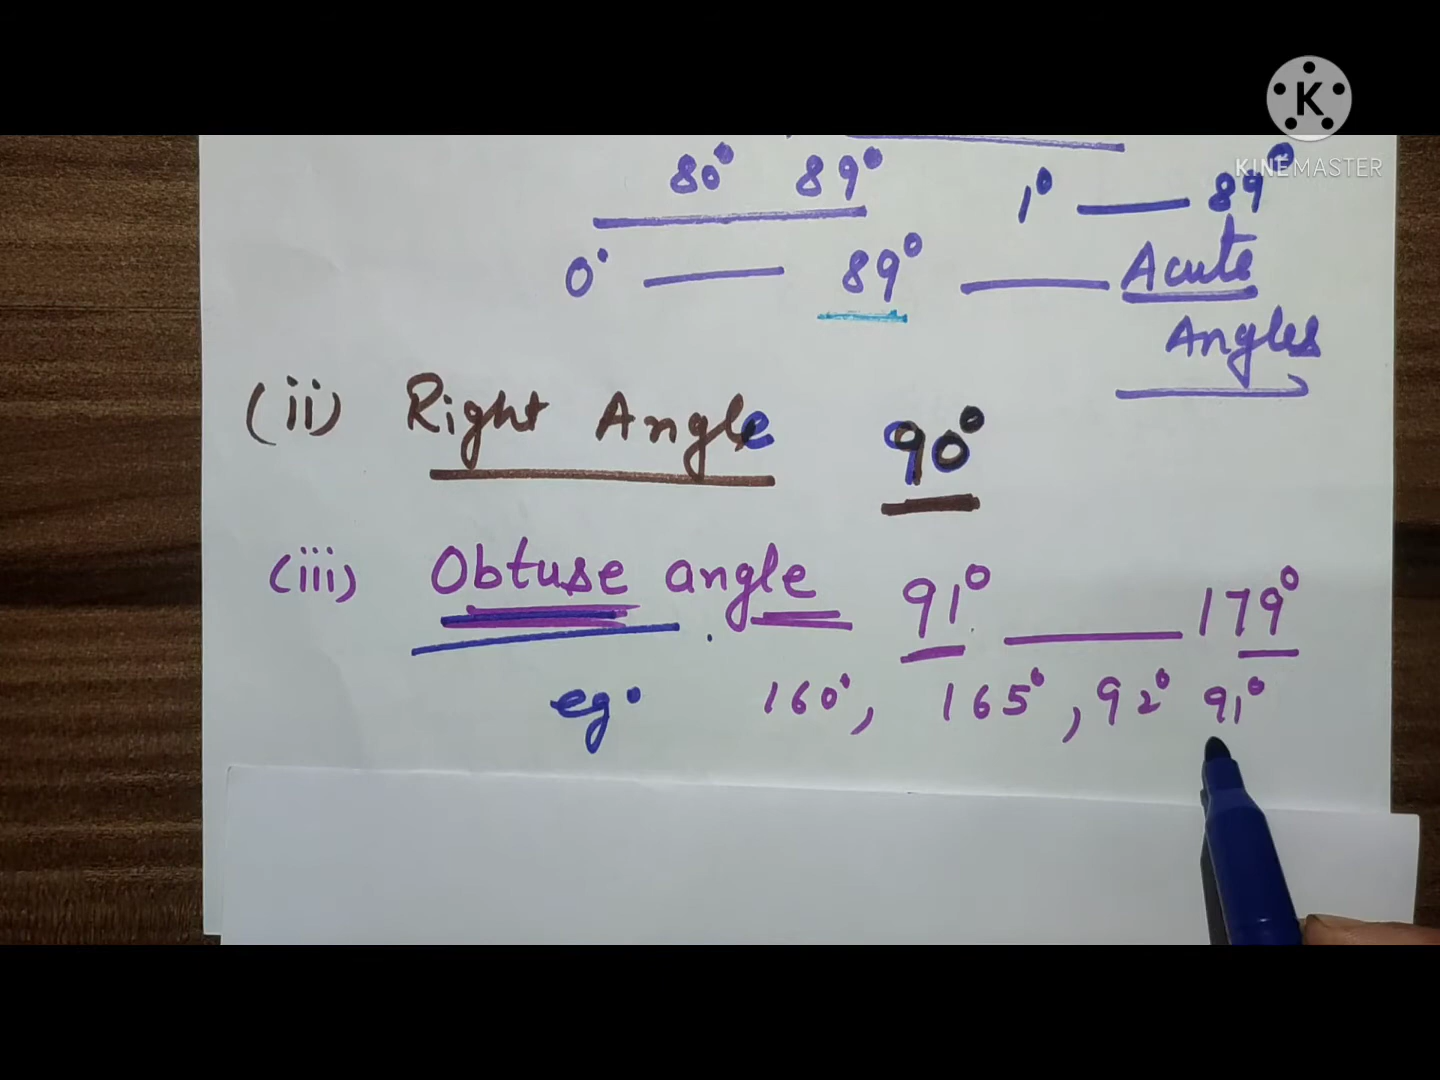 K
KINEMASTER
80° 89° 1° — 89°
0° — 89° — Acute
Angles
(ii) Right Angle 90°
(iii) Obtuse angle 91° — 179°
eg. 160°, 165°, 92° 91°